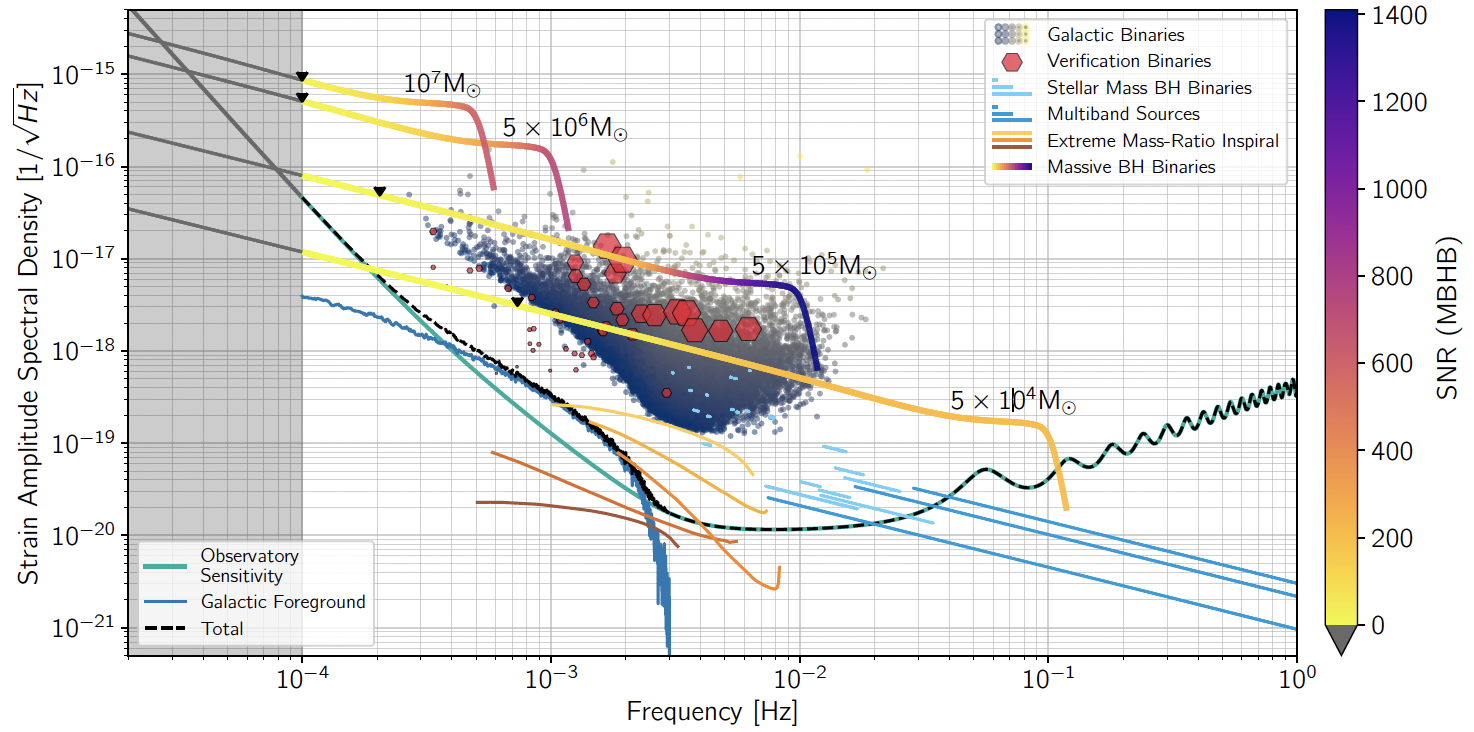 Strain Amplitude Spectral Density [1/√Hz]
10⁻¹⁵
10⁻¹⁶
10⁻¹⁷
10⁻¹⁸
10⁻¹⁹
10⁻²⁰
10⁻²¹
10⁷M☉
5 × 10⁶M☉
5 × 10⁵M☉
5 × 10⁴M☉
Galactic Binaries
Verification Binaries
Stellar Mass BH Binaries
Multiband Sources
Extreme Mass-Ratio Inspiral
Massive BH Binaries
Observatory
Sensitivity
Galactic Foreground
Total
10⁻⁴
10⁻³
10⁻²
10⁻¹
10⁰
Frequency [Hz]
1400
1200
1000
800
600
400
200
0
SNR (MBHB)